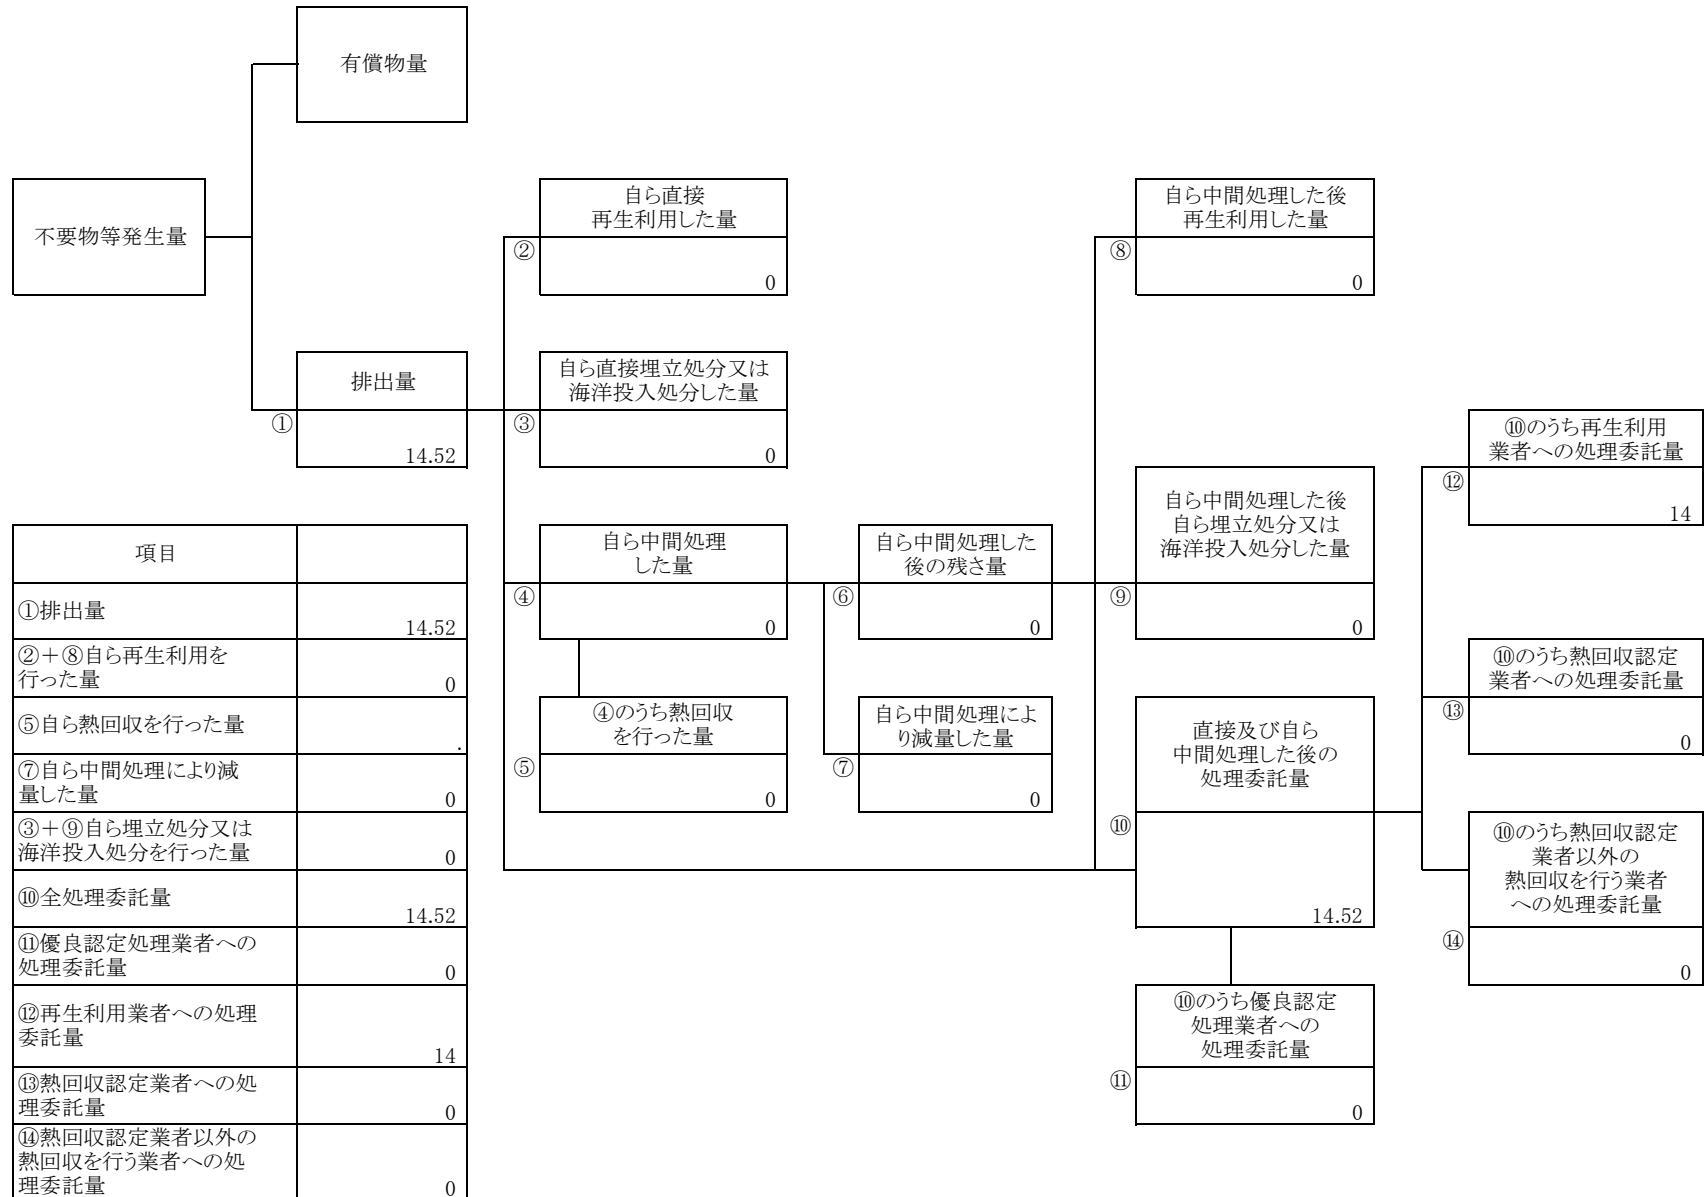 有償物量
不要物等発生量
自ら直接
再生利用した量
②
0
自ら中間処理した後
再生利用した量
⑧
0
排出量
①
14.52
自ら直接埋立処分又は
海洋投入処分した量
③
0
⑩のうち再生利用
業者への処理委託量
⑫
14
自ら中間処理
した量
④
0
自ら中間処理した
後の残さ量
⑥
0
自ら中間処理した後
自ら埋立処分又は
海洋投入処分した量
⑨
0
⑩のうち熱回収認定
業者への処理委託量
⑬
0
④のうち熱回収
を行った量
⑤
0
自ら中間処理によ
り減量した量
⑦
0
直接及び自ら
中間処理した後の
処理委託量
⑩
14.52
⑩のうち熱回収認定
業者以外の
熱回収を行う業者
への処理委託量
⑭
0
⑩のうち優良認定
処理業者への
処理委託量
⑪
0
項目
①排出量
14.52
②+⑧自ら再生利用を
行った量
0
⑤自ら熱回収を行った量
.
⑦自ら中間処理により減
量した量
0
③+⑨自ら埋立処分又は
海洋投入処分を行った量
0
⑩全処理委託量
14.52
⑪優良認定処理業者への
処理委託量
0
⑫再生利用業者への処理
委託量
14
⑬熱回収認定業者への処
理委託量
0
⑭熱回収認定業者以外の
熱回収を行う業者への処
理委託量
0